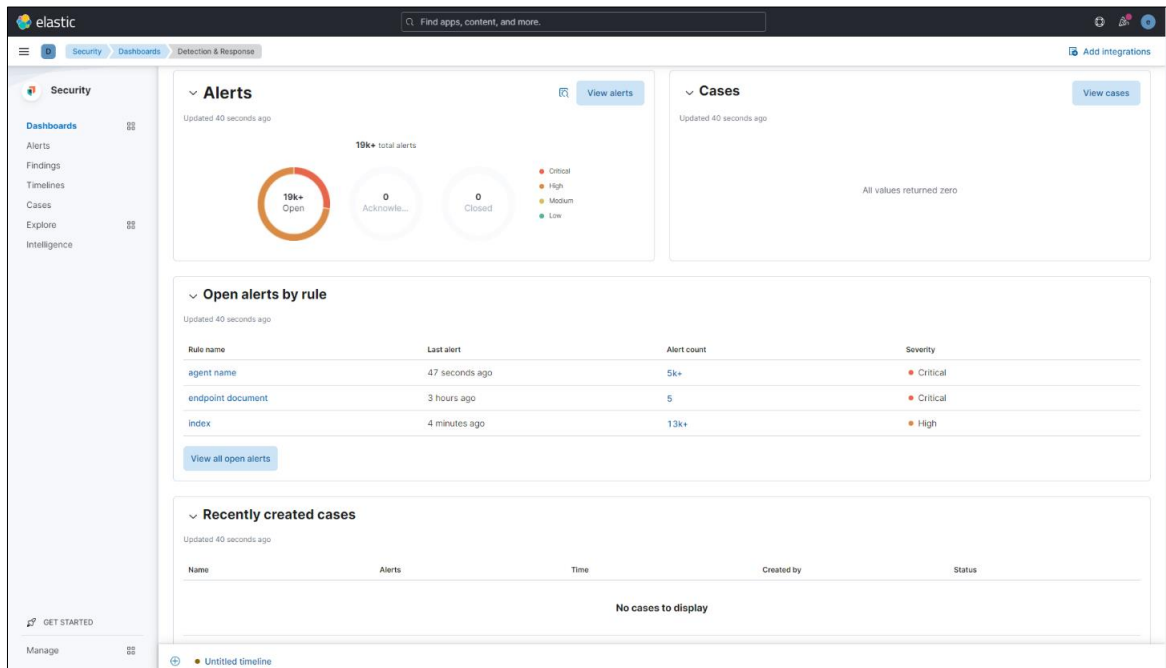 elastic
Find apps, content, and more.
e
D
Security
Dashboards
Detection & Response
Add integrations
Security
Dashboards
Alerts
Findings
Timelines
Cases
Explore
Intelligence
GET STARTED
Manage
Alerts
View alerts
Updated 40 seconds ago
19k+ total alerts
19k+
Open
0
Acknowle...
0
Closed
Critical
High
Medium
Low
Cases
View cases
Updated 40 seconds ago
All values returned zero
Open alerts by rule
Updated 40 seconds ago
Rule name Last alert Alert count Severity
agent name 47 seconds ago 5k+ Critical
endpoint document 3 hours ago 5 Critical
index 4 minutes ago 13k+ High
View all open alerts
Recently created cases
Updated 40 seconds ago
Name Alerts Time Created by Status
No cases to display
Untitled timeline